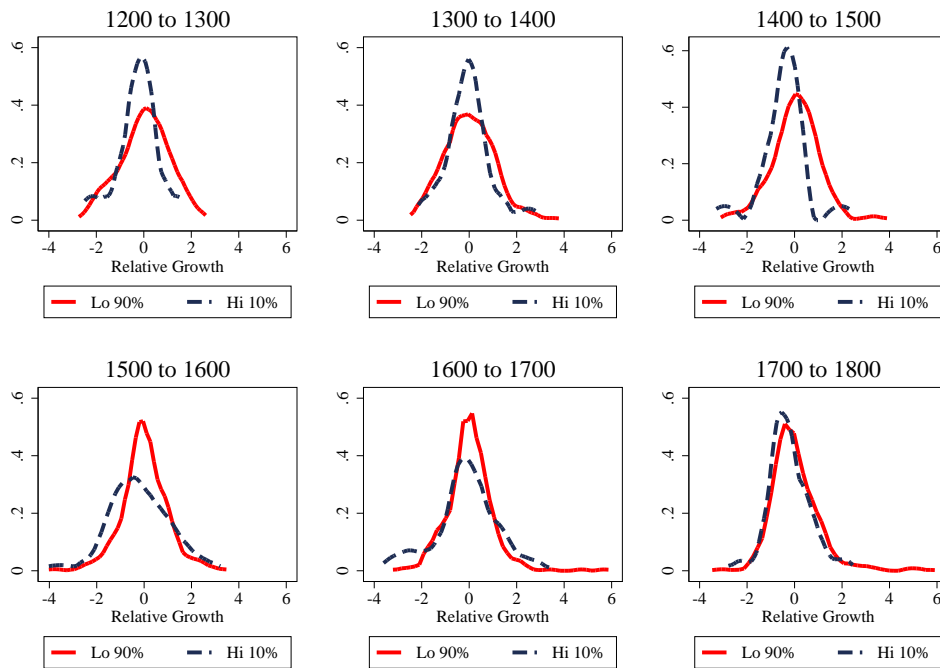 1200 to 1300
.6
.4
.2
0
-4 -2 0 2 4 6
Relative Growth
Lo 90% Hi 10%
1300 to 1400
.6
.4
.2
0
-4 -2 0 2 4 6
Relative Growth
Lo 90% Hi 10%
1400 to 1500
.6
.4
.2
0
-4 -2 0 2 4 6
Relative Growth
Lo 90% Hi 10%
1500 to 1600
.6
.4
.2
0
-4 -2 0 2 4 6
Relative Growth
Lo 90% Hi 10%
1600 to 1700
.6
.4
.2
0
-4 -2 0 2 4 6
Relative Growth
Lo 90% Hi 10%
1700 to 1800
.6
.4
.2
0
-4 -2 0 2 4 6
Relative Growth
Lo 90% Hi 10%